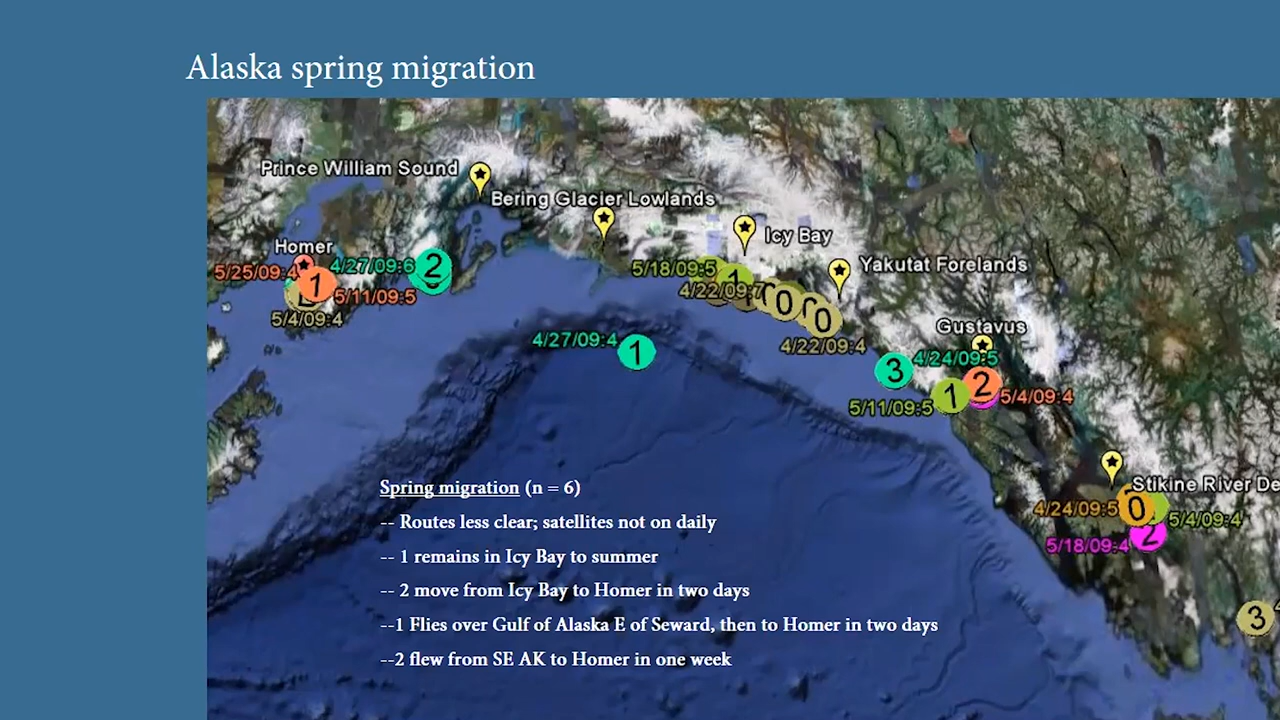 Alaska spring migration
Prince William Sound
Bering Glacier Lowlands
Icy Bay
Homer
Yakutat Forelands
5/25/09:4
1
4/27/09:6
2
5/11/09:5
5/4/09:4
5/18/09:5
1
4/22/09:7
0
0
4/22/09:4
Gustavus
4/27/09:4
1
3
4/24/09:5
5/11/09:5
1
2
5/4/09:4
Stikine River De
4/24/09:5
0
5/4/09:4
5/18/09:4
2
3
Spring migration (n = 6)
-- Routes less clear; satellites not on daily
-- 1 remains in Icy Bay to summer
-- 2 move from Icy Bay to Homer in two days
--1 Flies over Gulf of Alaska E of Seward, then to Homer in two days
--2 flew from SE AK to Homer in one week